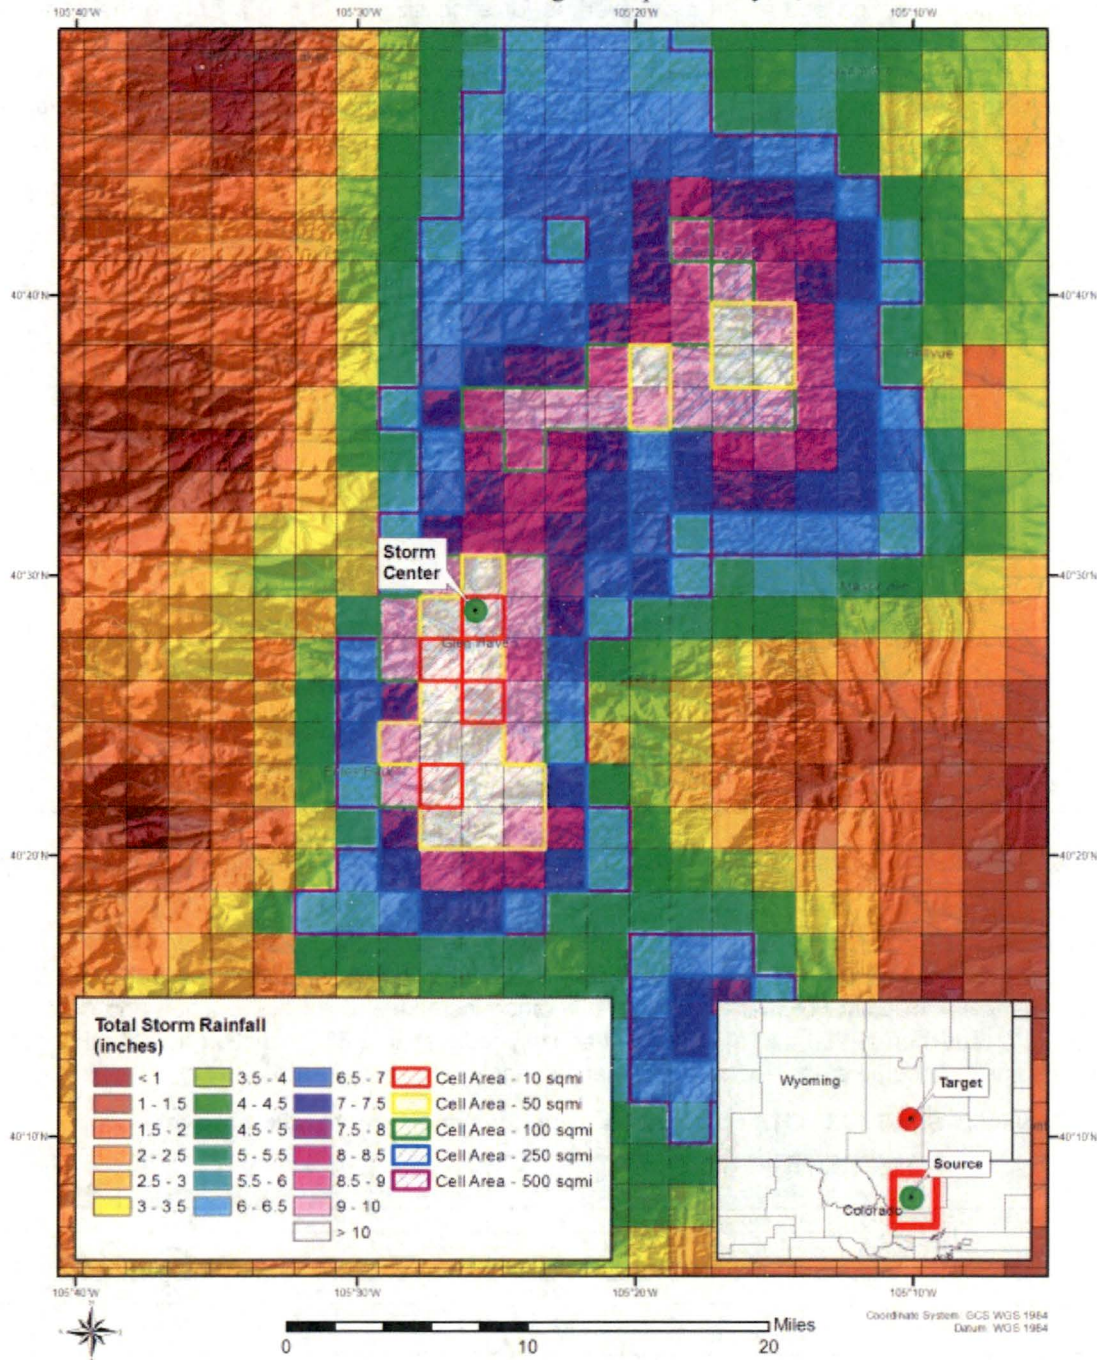 105°40'W 105°30'W 105°20'W 105°10'W
40°40'N 40°40'N
Storm
Center
40°30'N 40°30'N
40°20'N 40°20'N
Total Storm Rainfall
(inches)
< 1 3.5 - 4 6.5 - 7 Cell Area - 10 sqmi
1 - 1.5 4 - 4.5 7 - 7.5 Cell Area - 50 sqmi
1.5 - 2 4.5 - 5 7.5 - 8 Cell Area - 100 sqmi
2 - 2.5 5 - 5.5 8 - 8.5 Cell Area - 250 sqmi
2.5 - 3 5.5 - 6 8.5 - 9 Cell Area - 500 sqmi
3 - 3.5 6 - 6.5 9 - 10
> 10
Wyoming
Target
Source
Colorado
40°10'N 40°10'N
105°40'W 105°30'W 105°20'W 105°10'W
Miles
0 10 20
Coordinate System: GCS WGS 1984
Datum: WGS 1984